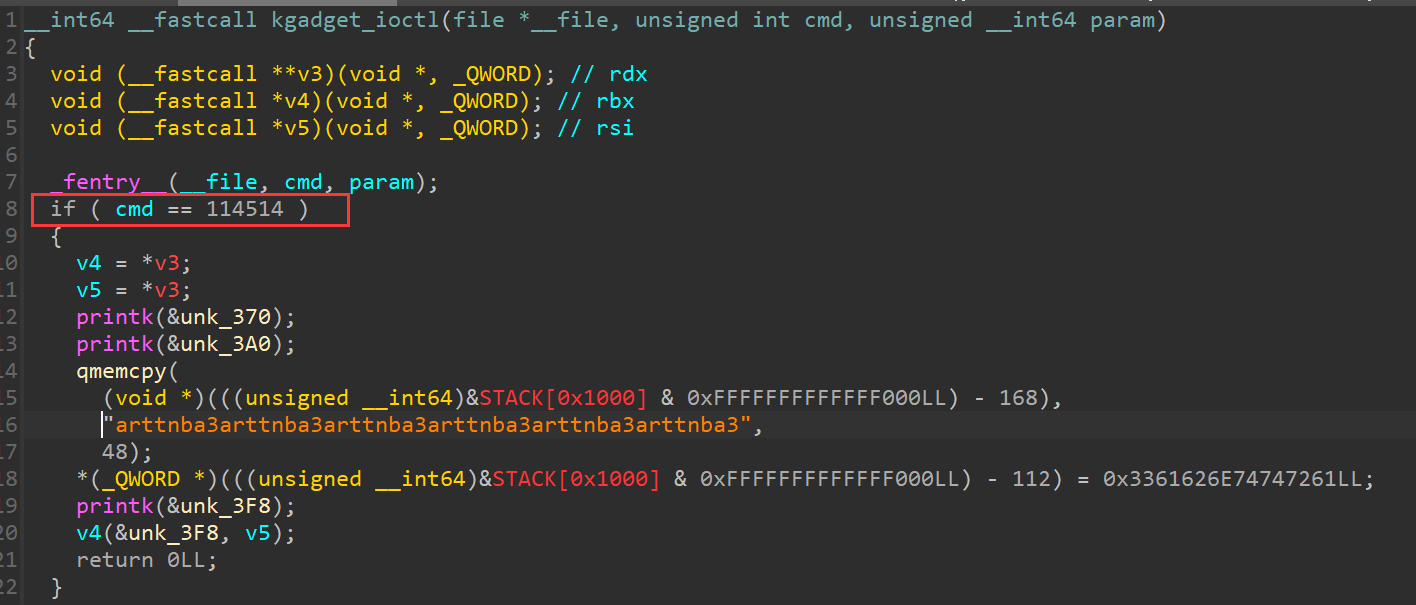 1 __int64 __fastcall kgadget_ioctl(file *__file, unsigned int cmd, unsigned __int64 param)
2 {
3 void (__fastcall **v3)(void *, _QWORD); // rdx
4 void (__fastcall *v4)(void *, _QWORD); // rbx
5 void (__fastcall *v5)(void *, _QWORD); // rsi
6
7 _fentry__(__file, cmd, param);
8 if ( cmd == 114514 )
9 {
10 v4 = *v3;
11 v5 = *v3;
12 printk(&unk_370);
13 printk(&unk_3A0);
14 qmemcpy(
15 (void *)(((unsigned __int64)&STACK[0x1000] & 0xFFFFFFFFFFFFF000LL) - 168),
16 "arttnba3arttnba3arttnba3arttnba3arttnba3arttnba3",
17 48);
18 *(_QWORD *)(((unsigned __int64)&STACK[0x1000] & 0xFFFFFFFFFFFFF000LL) - 112) = 0x3361626E74747261LL;
19 printk(&unk_3F8);
20 v4(&unk_3F8, v5);
21 return 0LL;
22 }